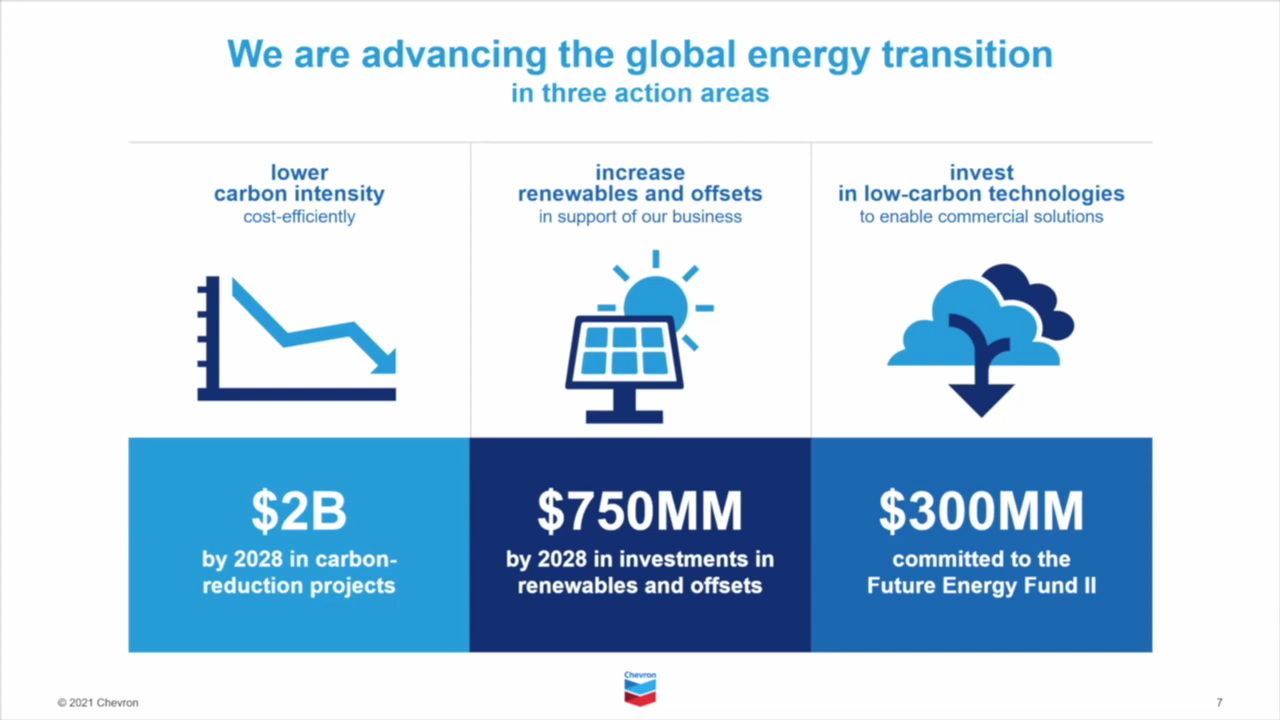 We are advancing the global energy transition
in three action areas
lower
carbon intensity
cost-efficiently
increase
renewables and offsets
in support of our business
invest
in low-carbon technologies
to enable commercial solutions
$2B
by 2028 in carbon-
reduction projects
$750MM
by 2028 in investments in
renewables and offsets
$300MM
committed to the
Future Energy Fund II
Chevron
© 2021 Chevron
7